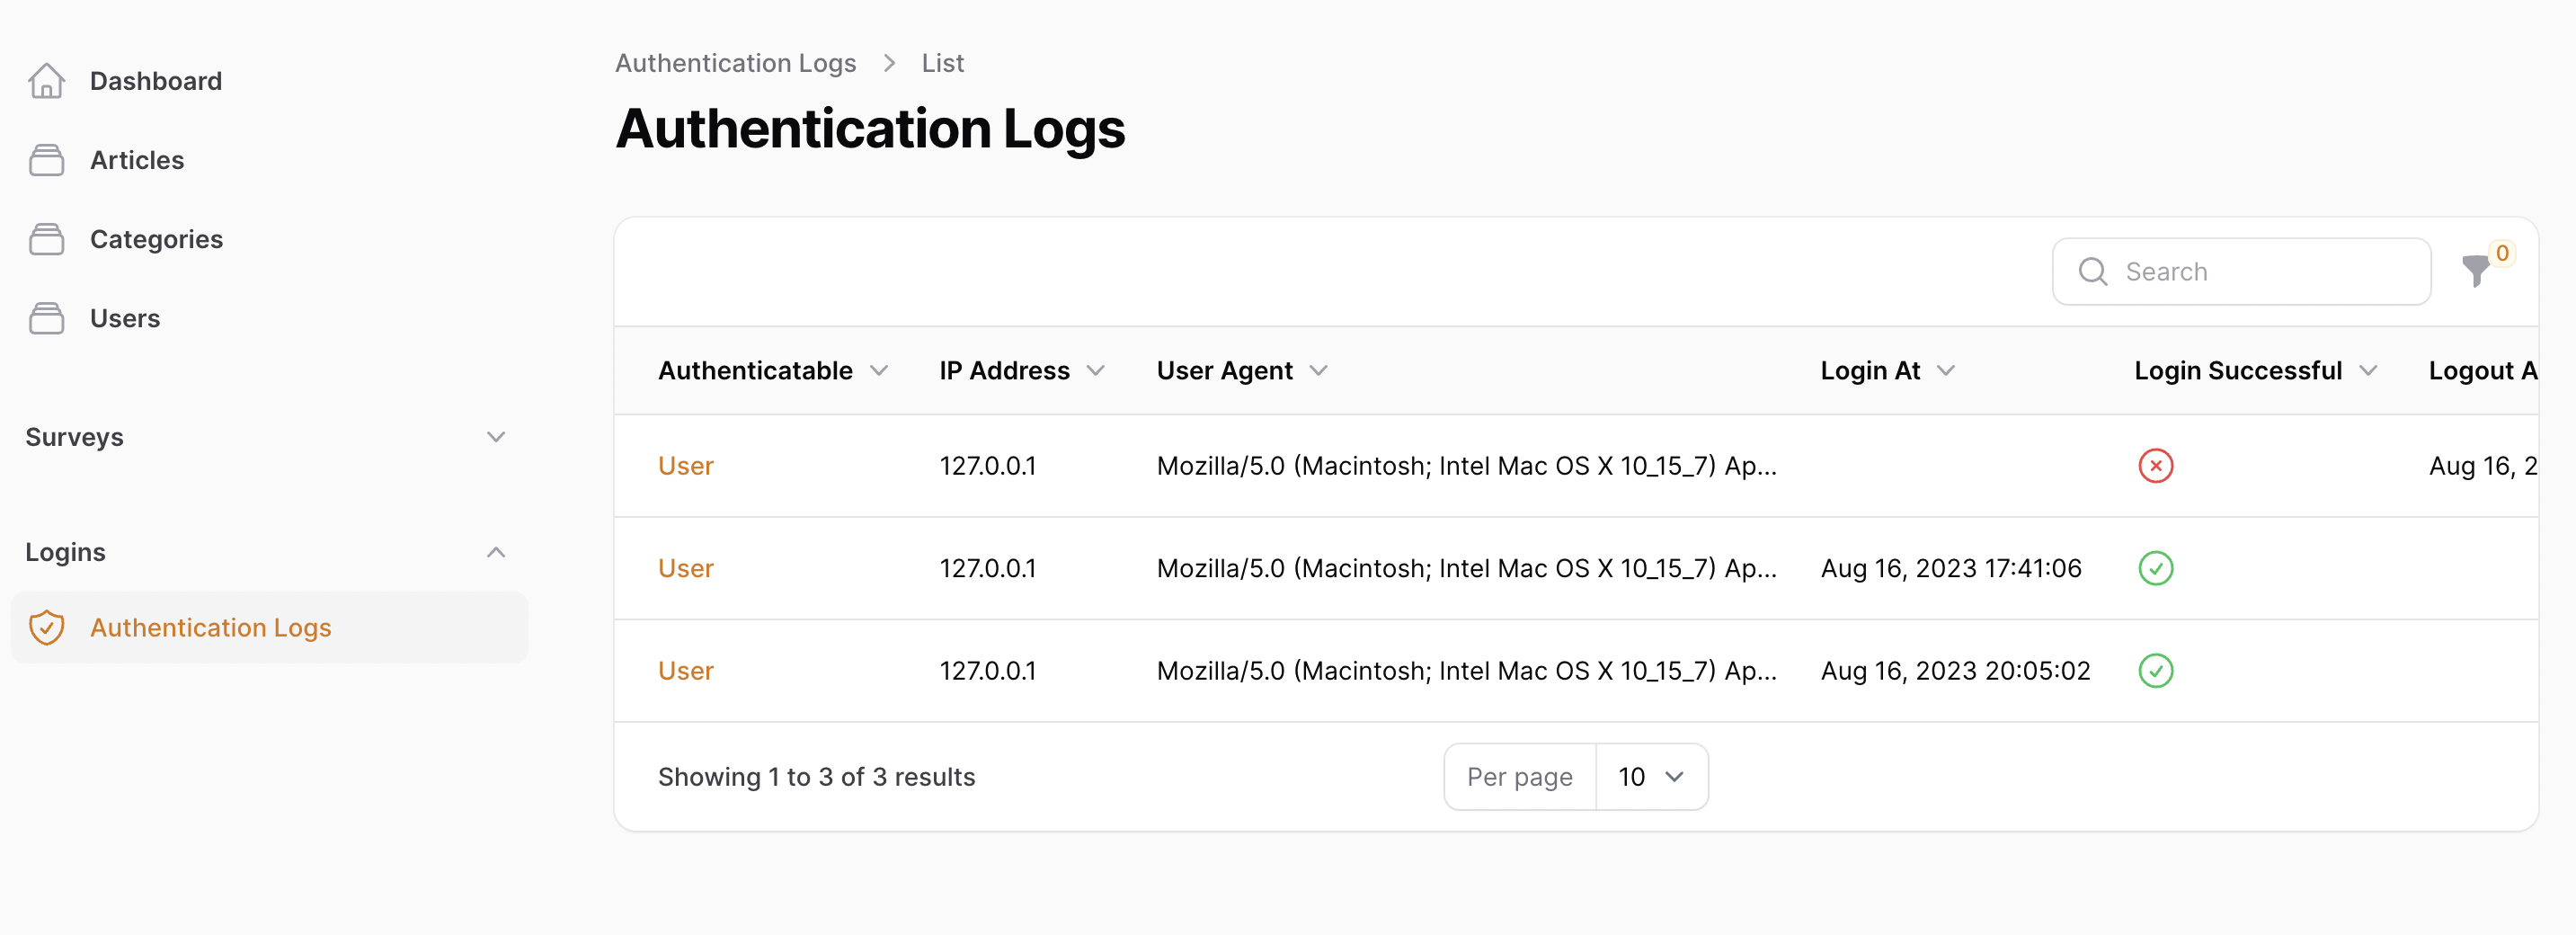 Dashboard
Articles
Categories
Users
Surveys
Logins
Authentication Logs
Authentication Logs > List
Authentication Logs
Search
0
Authenticatable IP Address User Agent Login At Login Successful Logout A
User 127.0.0.1 Mozilla/5.0 (Macintosh; Intel Mac OS X 10_15_7) Ap... Aug 16, 2
User 127.0.0.1 Mozilla/5.0 (Macintosh; Intel Mac OS X 10_15_7) Ap... Aug 16, 2023 17:41:06
User 127.0.0.1 Mozilla/5.0 (Macintosh; Intel Mac OS X 10_15_7) Ap... Aug 16, 2023 20:05:02
Showing 1 to 3 of 3 results
Per page 10